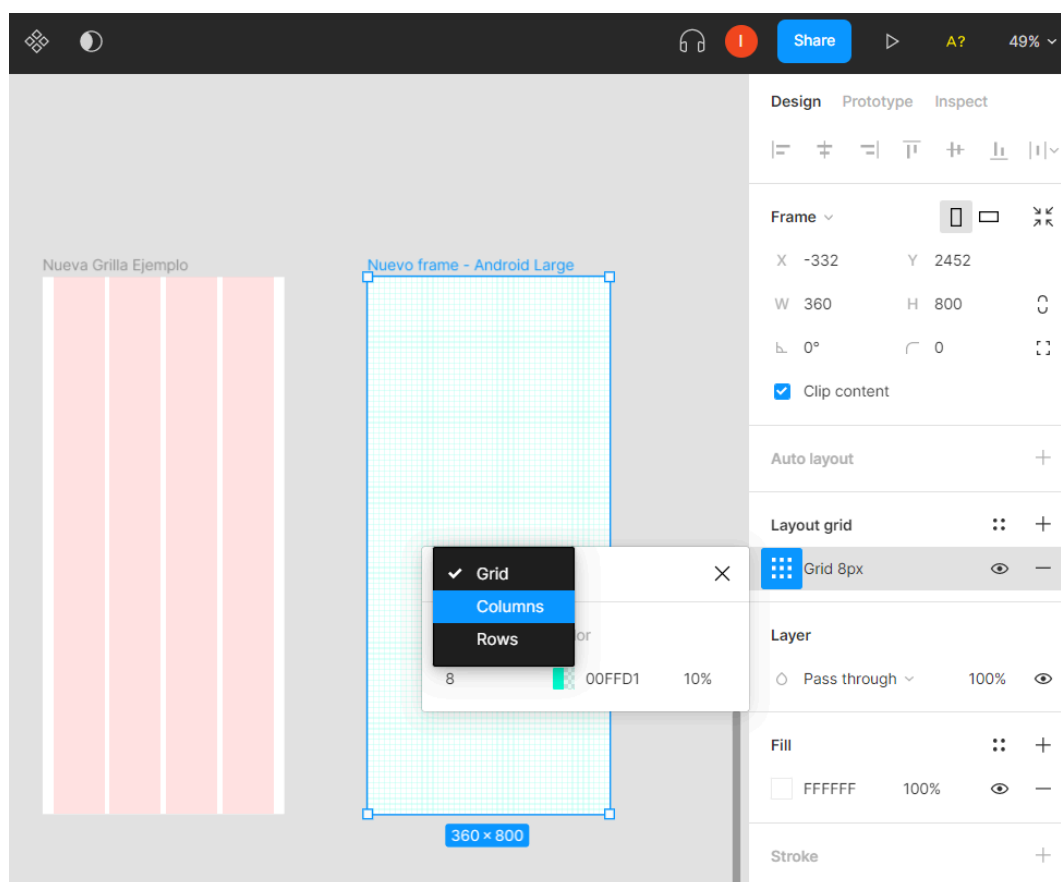 I
Share
A?
49%
Design Prototype Inspect
Frame
X -332 Y 2452
W 360 H 800
0° 0
Clip content
Auto layout
Layout grid
Grid 8px
Layer
Pass through 100%
Fill
FFFFFF 100%
Stroke
Nueva Grilla Ejemplo
Nuevo frame - Android Large
Grid
Columns
Rows
or
8 00FFD1 10%
360 × 800